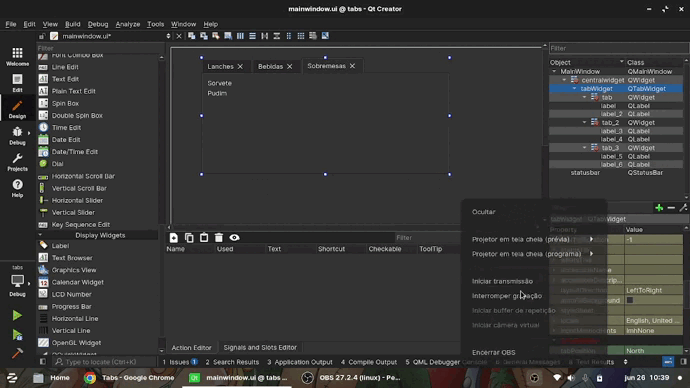 mainwindow.ui @ tabs - Qt Creator
File Edit View Build Debug Analyze Tools Window Help
mainwindow.ui*
Filter
Font Combo Box
Line Edit
Text Edit
Plain Text Edit
Spin Box
Double Spin Box
Time Edit
Date Edit
Date/Time Edit
Dial
Horizontal Scroll Bar
Vertical Scroll Bar
Horizontal Slider
Vertical Slider
Key Sequence Edit
Display Widgets
Label
Text Browser
Graphics View
Calendar Widget
LCD Number
Progress Bar
Horizontal Line
Vertical Line
OpenGL Widget
Welcome
Edit
Design
Debug
Projects
Help
tabs
Debug
Lanches Bebidas Sobremesas
Sorvete
Pudim
Filter
Object Class
MainWindow QMainWindow
centralwidget QWidget
tabWidget QTabWidget
tab QWidget
label QLabel
label_2 QLabel
tab_2 QWidget
label_3 QLabel
label_4 QLabel
tab_3 QWidget
label_5 QLabel
label_6 QLabel
statusbar QStatusBar
Filter
Name Used Text Shortcut Checkable ToolTip
Action Editor Signals and Slots Editor
Ocultar
Projetor em tela cheia (prévia)
Projetor em tela cheia (programa)
Iniciar transmissão
Interromper gravação
Iniciar buffer de repetição
Iniciar câmera virtual
Encerrar OBS
Value
-1
LeftToRight
English, United ...
ImhNone
North
Type to locate (Ctrl+K)
1 Issues 1 2 Search Results 3 Application Output 4 Compile Output 5 QML Debugger
Home
Tabs - Google Chrome
mainwindow.ui @ tabs ...
OBS 27.2.4 (linux) - Pe...
jun 26 10:39